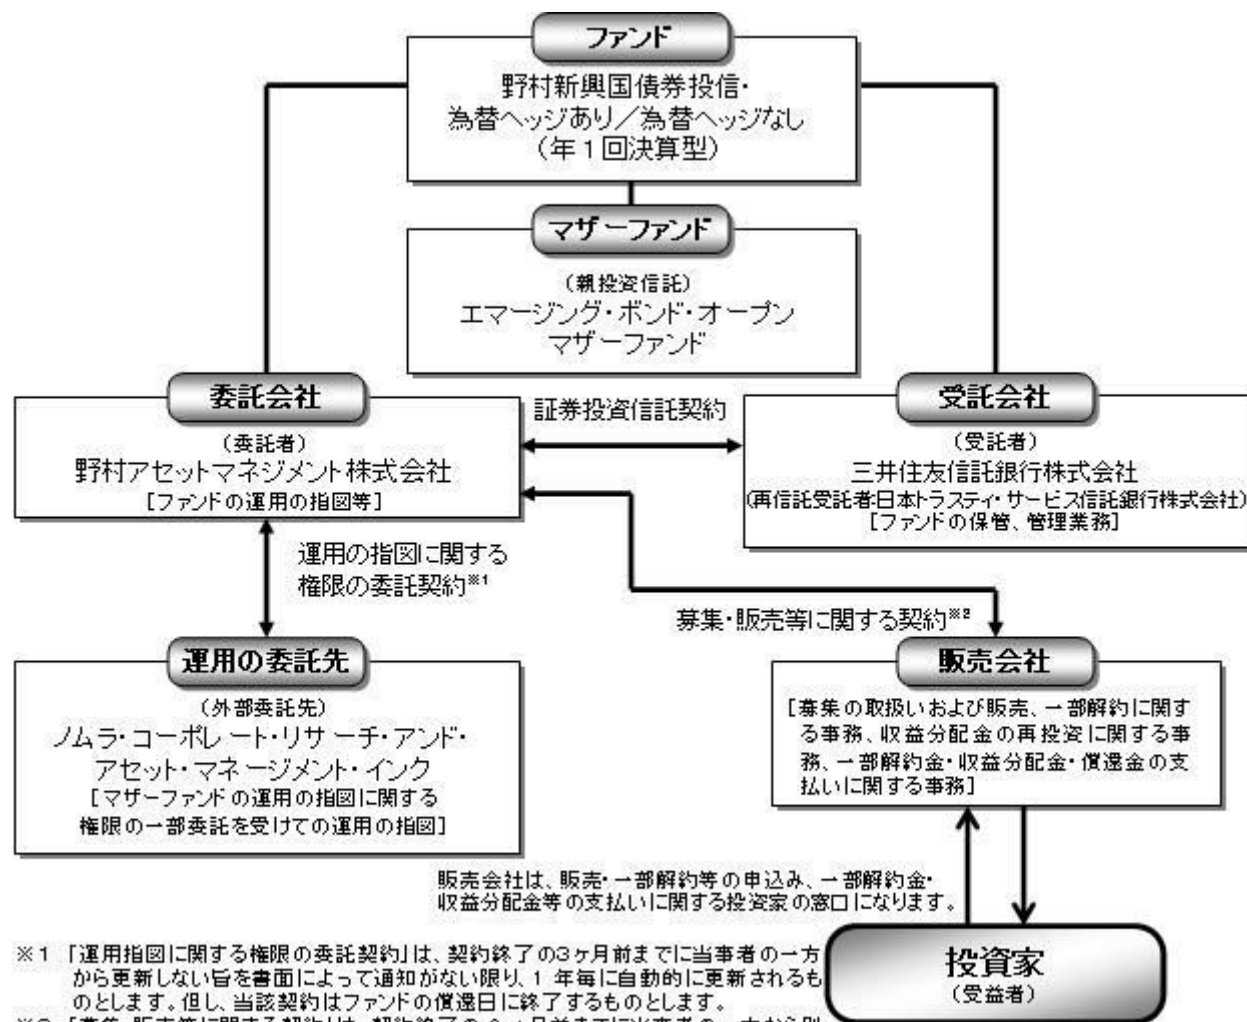 ファンド
野村新興国債券投信・
為替ヘッジあり／為替ヘッジなし
（年１回決算型）
マザーファンド
（親投資信託）
エマージング・ボンド・オープン
マザーファンド
委託会社
（委託者）
野村アセットマネジメント株式会社
［ファンドの運用の指図等］
証券投資信託契約
受託会社
（受託者）
三井住友信託銀行株式会社
(再信託受託者:日本トラスティ・サービス信託銀行株式会社)
［ファンドの保管、管理業務］
運用の指図に関する
権限の委託契約※1
募集・販売等に関する契約※2
運用の委託先
（外部委託先）
ノムラ・コーポレート・リサーチ・アンド・
アセット・マネージメント・インク
［マザーファンドの運用の指図に関する
権限の一部委託を受けての運用の指図］
販売会社
［募集の取扱いおよび販売、一部解約に関す
る事務、収益分配金の再投資に関する事
務、一部解約金・収益分配金・償還金の支
払いに関する事務］
販売会社は、販売・一部解約等の申込み、一部解約金・
収益分配金等の支払いに関する投資家の窓口になります。
投資家
（受益者）
※１ 「運用指図に関する権限の委託契約」は、契約終了の3ヶ月前までに当事者の一方
から更新しない旨を書面によって通知がない限り、１年毎に自動的に更新されるも
のとします。但し、当該契約はファンドの償還日に終了するものとします。